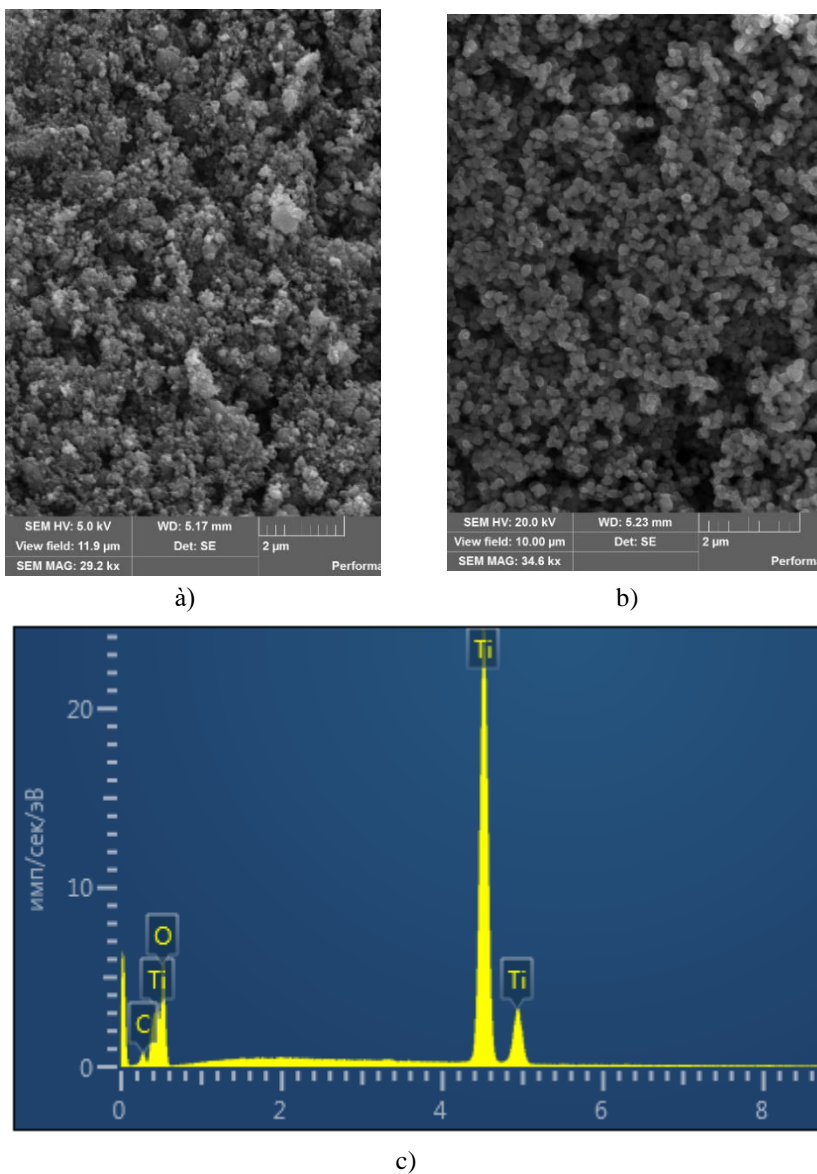 SEM HV: 5.0 kV WD: 5.17 mm
View field: 11.9 µm Det: SE 2 µm
SEM MAG: 29.2 kx Performa
SEM HV: 20.0 kV WD: 5.23 mm
View field: 10.00 µm Det: SE 2 µm
SEM MAG: 34.6 kx Perform
à) b)
Ti
20
имп/сек/эВ
10
O
Ti Ti
C
0
0 2 4 6 8
c)